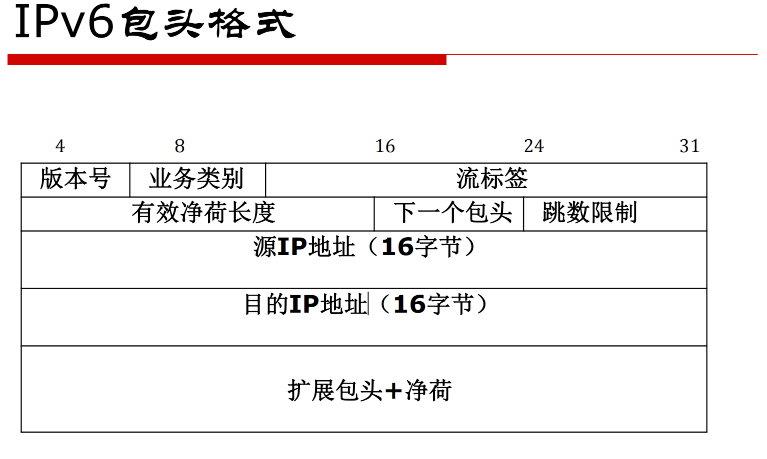 IPv6包头格式
4 8 16 24 31
版本号 业务类别 流标签
有效净荷长度 下一个包头 跳数限制
源IP地址（16字节）
目的IP地址（16字节）
扩展包头+净荷